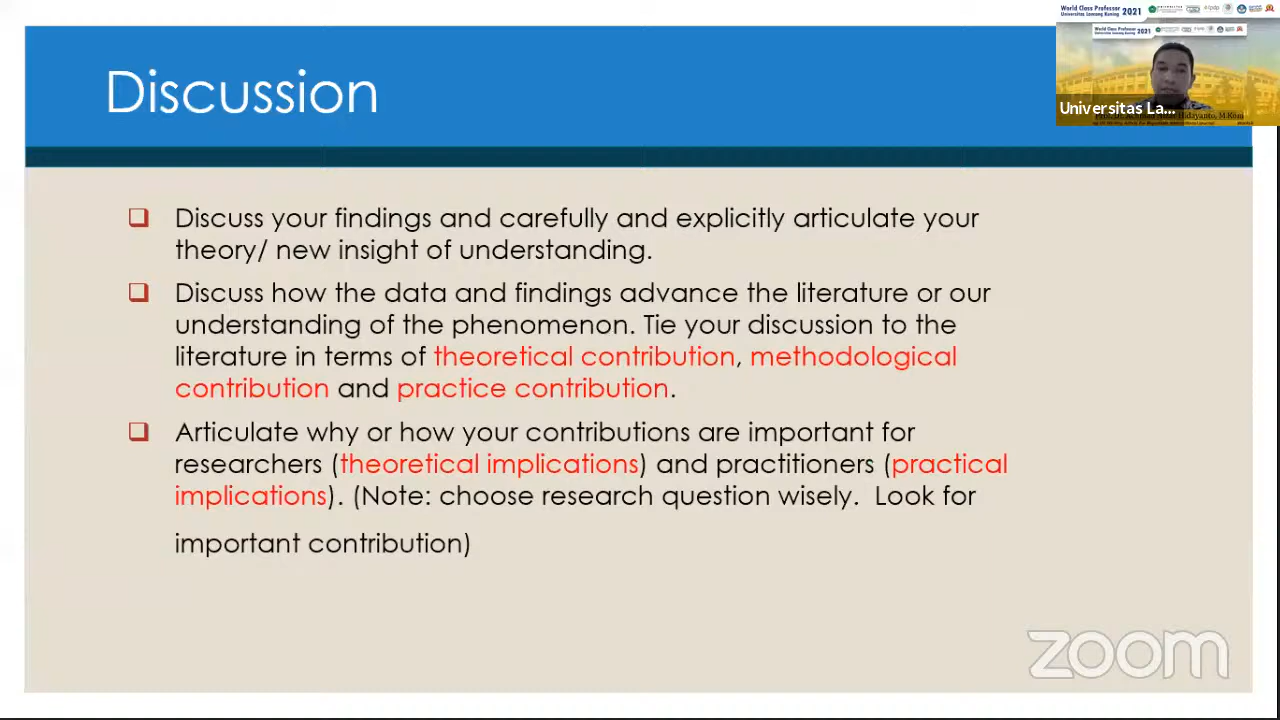 Discussion
World Class Professor 2021
Universitas Lancang Kuning
World Class Professor 2021
Universitas La...
Discuss your findings and carefully and explicitly articulate your
theory/ new insight of understanding.
Discuss how the data and findings advance the literature or our
understanding of the phenomenon. Tie your discussion to the
literature in terms of theoretical contribution, methodological
contribution and practice contribution.
Articulate why or how your contributions are important for
researchers (theoretical implications) and practitioners (practical
implications). (Note: choose research question wisely.  Look for
important contribution)
zoom